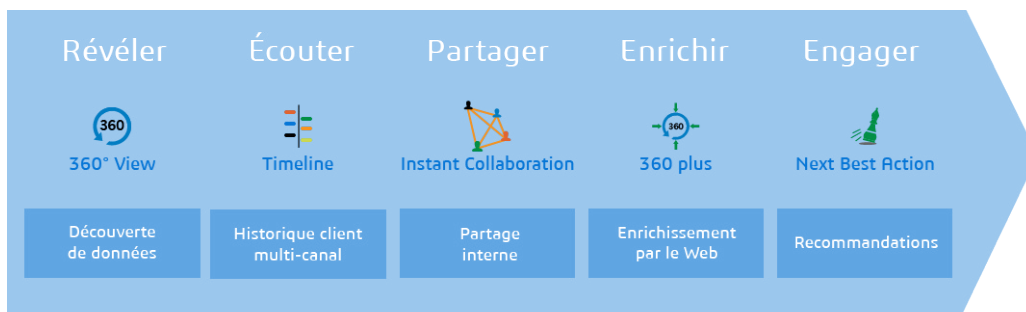 Révéler
Écouter
Partager
Enrichir
Engager
360
360
360° View
Timeline
Instant Collaboration
360 plus
Next Best Action
Découverte
de données
Historique client
multi-canal
Partage
interne
Enrichissement
par le Web
Recommandations